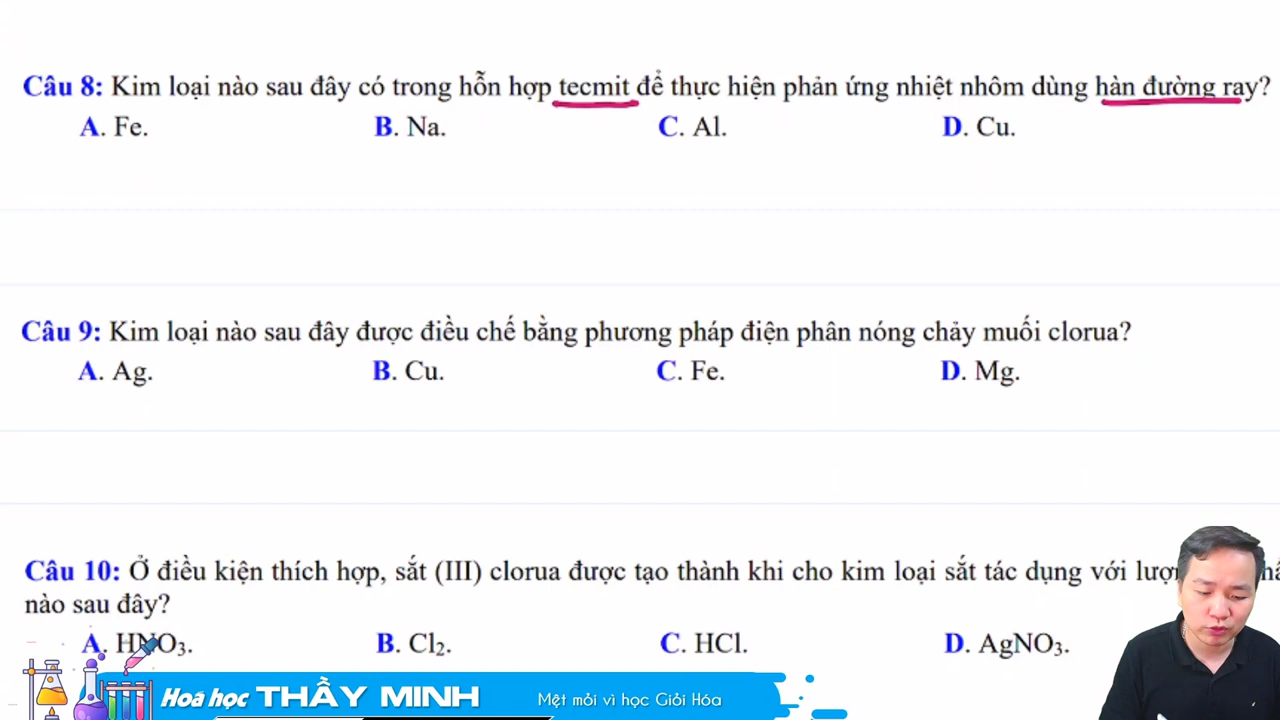 Câu 8: Kim loại nào sau đây có trong hỗn hợp tecmit để thực hiện phản ứng nhiệt nhôm dùng hàn đường ray?
A. Fe. B. Na. C. Al. D. Cu.
Câu 9: Kim loại nào sau đây được điều chế bằng phương pháp điện phân nóng chảy muối clorua?
A. Ag. B. Cu. C. Fe. D. Mg.
Câu 10: Ở điều kiện thích hợp, sắt (III) clorua được tạo thành khi cho kim loại sắt tác dụng với
nào sau đây?
A. HNO₃. B. Cl₂. C. HCl. D. AgNO₃.
Hoá học THẦY MINH Mệt mỏi vì học Giỏi Hóa